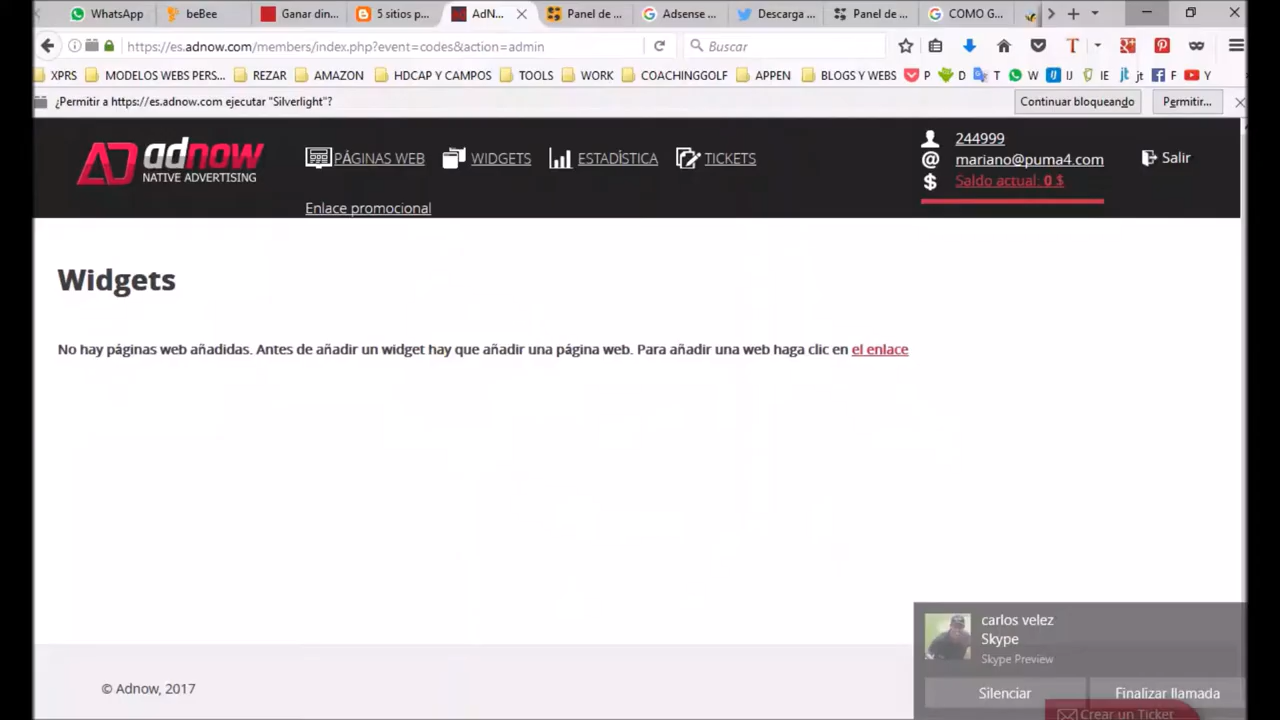 WhatsApp beBee Ganar din... 5 sitios p... AdN... Panel de ... Adsense ... Descarga ... Panel de ... COMO G...
https://es.adnow.com/members/index.php?event=codes&action=admin Buscar
XPRS MODELOS WEBS PERS... REZAR AMAZON HDCAP Y CAMPOS TOOLS WORK COACHINGGOLF APPEN BLOGS Y WEBS P D T W IJ IE jt F Y
¿Permitir a https://es.adnow.com ejecutar "Silverlight"? Continuar bloqueando Permitir...
adnow
NATIVE ADVERTISING
PÁGINAS WEB WIDGETS ESTADÍSTICA TICKETS
Enlace promocional
244999
mariano@puma4.com
Saldo actual: 0 $
Salir
Widgets
No hay páginas web añadidas. Antes de añadir un widget hay que añadir una página web. Para añadir una web haga clic en el enlace
carlos velez
Skype
Skype Preview
Silenciar Finalizar llamada
Crear un Ticket
© Adnow, 2017